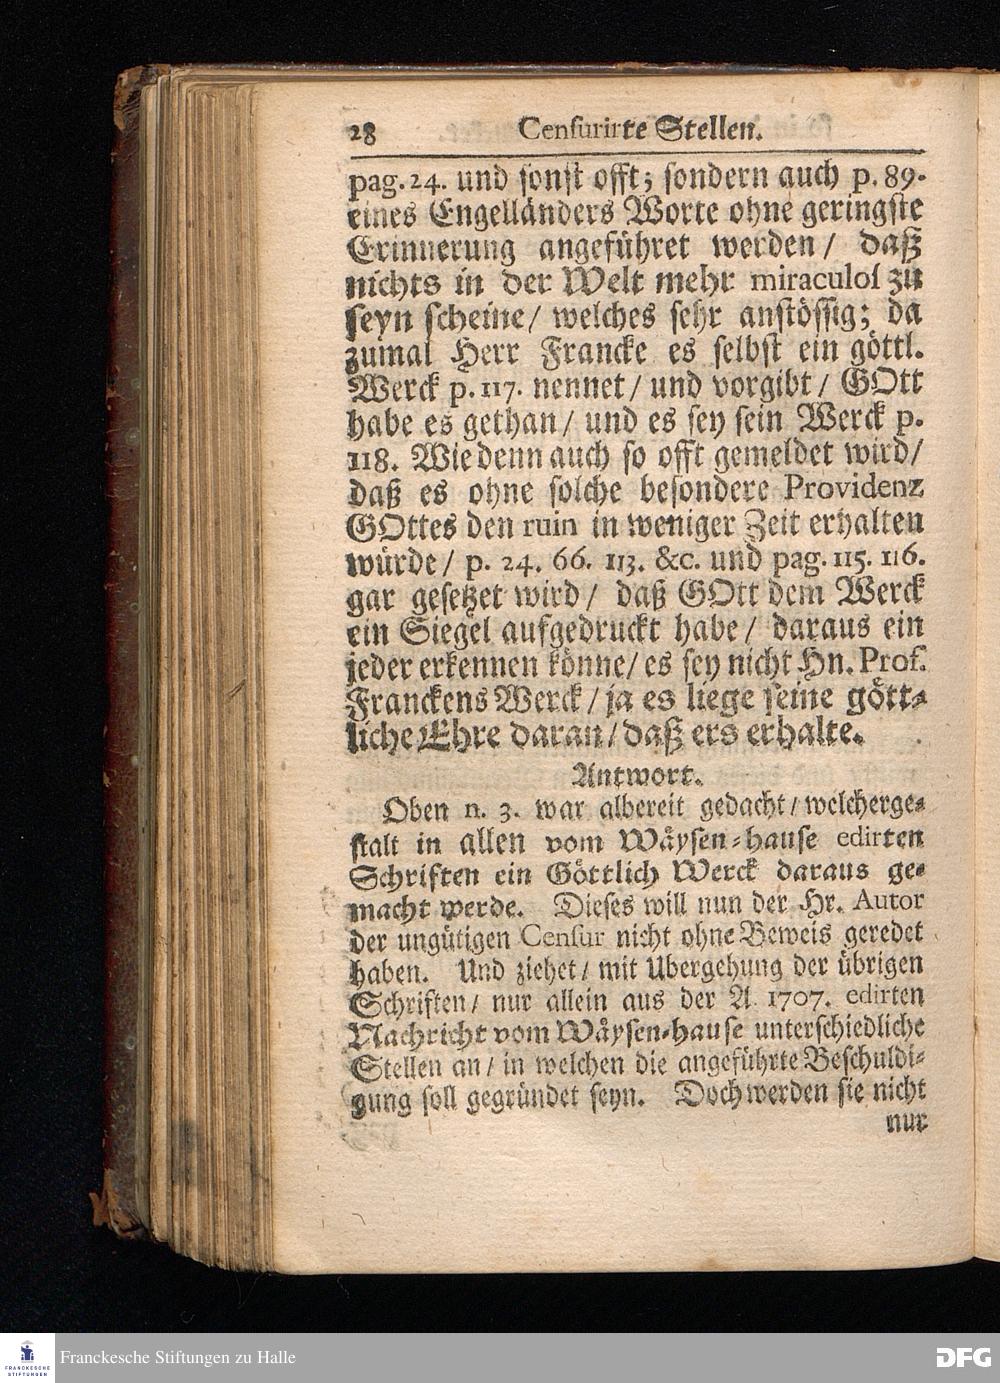 28 Censurirte Stellen.
pag. 24. und sonst offt; sondern auch p. 89.
eines Engelländers Worte ohne geringste
Erinnerung angeführet werden / daß
nichts in der Welt mehr miraculoſ zu
seyn scheine / welches sehr anstössig; da
zumal Herr Francke es selbst ein göttl.
Werck p. 117. nennet / und vorgibt / GOtt
habe es gethan / und es sey sein Werck p.
118. Wie denn auch so offt gemeldet wird /
daß es ohne solche besondere Providenz
GOttes den ruin in weniger Zeit erhalten
würde / p. 24. 66. 113. &c. und pag. 115. 116.
gar gesetzet wird / daß GOtt dem Werck
ein Siegel aufgedruckt habe / daraus ein
jeder erkennen könne / es sey nicht Hn. Prof.
Franckens Werck / ja es liege seine gött-
liche Ehre daran / daß ers erhalte.
Antwort.
Oben n. 3. war albereit gedacht / welcherge-
stalt in allen vom Wäysen-hause edirten
Schriften ein Göttlich Werck daraus ge-
macht werde. Dieses will nun der Hr. Autor
der ungütigen Censur nicht ohne Beweis geredet
haben. Und ziehet / mit Ubergehung der übrigen
Schriften / nur allein aus der A. 1707. edirten
Nachricht vom Wäysen-hause unterschiedliche
Stellen an / in welchen die angeführte Beschuldi-
gung soll gegründet seyn. Doch werden sie nicht
nur
FRANCKESCHE
STIFTUNGEN
Franckesche Stiftungen zu Halle
DFG